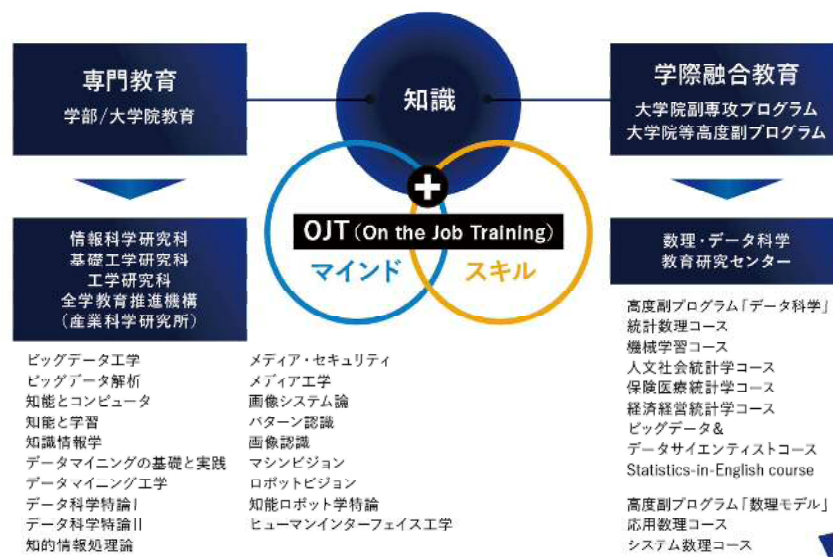 専門教育
学部/大学院教育
知識
学際融合教育
大学院副専攻プログラム
大学院等高度副プログラム
+
OJT(On the Job Training)
マインド
スキル
情報科学研究科
基礎工学研究科
工学研究科
全学教育推進機構
(産業科学研究所)
ビッグデータ工学
ビッグデータ解析
知能とコンピュータ
知能と学習
知識情報学
データマイニングの基礎と実践
データマイニング工学
データ科学特論I
データ科学特論II
知的情報処理論
メディア・セキュリティ
メディア工学
画像システム論
パターン認識
画像認識
マシンビジョン
ロボットビジョン
知能ロボット学特論
ヒューマンインターフェイス工学
数理・データ科学
教育研究センター
高度副プログラム「データ科学」
統計数理コース
機械学習コース
人文社会統計学コース
保険医療統計学コース
経済経営統計学コース
ビッグデータ&
データサイエンティストコース
Statistics-in-English course
高度副プログラム「数理モデル」
応用数理コース
システム数理コース